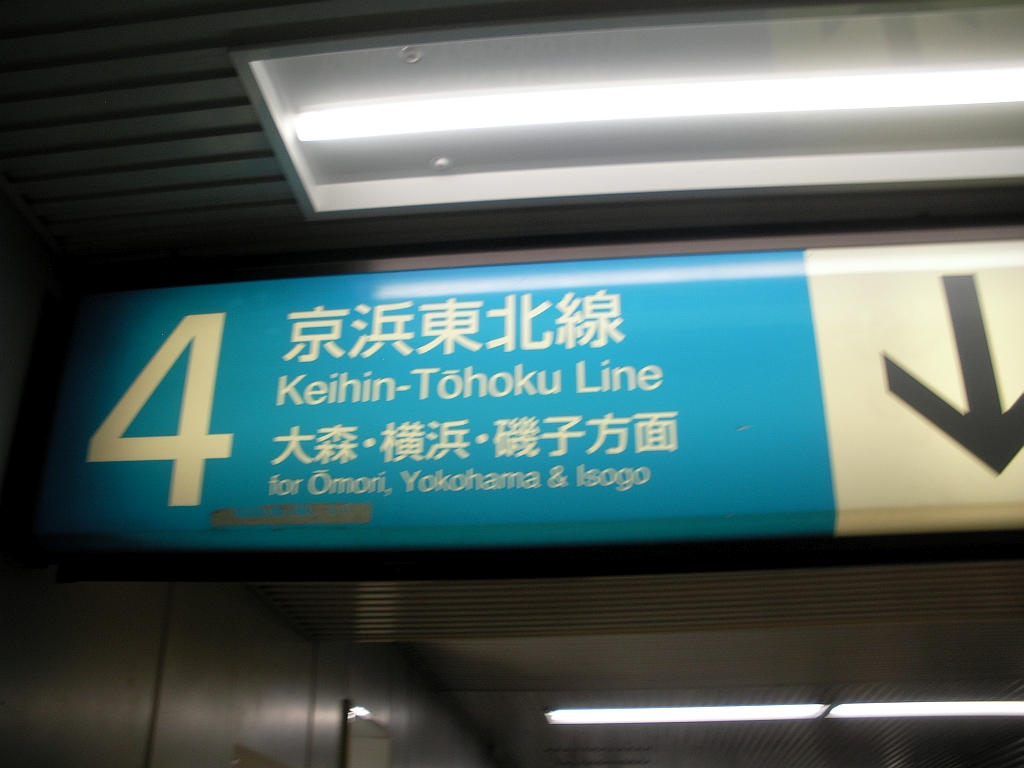 4
京浜東北線
Keihin-Tōhoku Line
大森・横浜・磯子方面
for Ōmori, Yokohama & Isogo